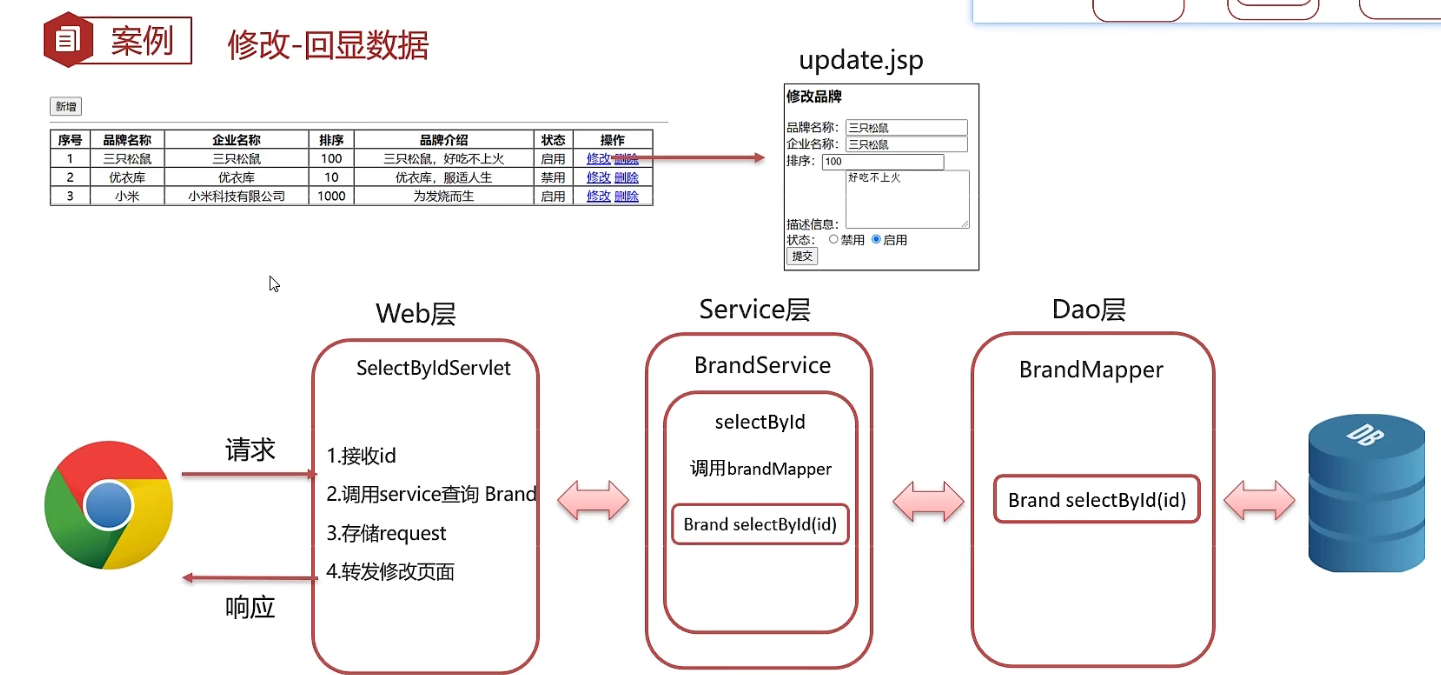 案例
修改-回显数据
update.jsp
新增
序号 品牌名称 企业名称 排序 品牌介绍 状态 操作
1 三只松鼠 三只松鼠 100 三只松鼠，好吃不上火 启用 修改 删除
2 优衣库 优衣库 10 优衣库，服适人生 禁用 修改 删除
3 小米 小米科技有限公司 1000 为发烧而生 启用 修改 删除
修改品牌
品牌名称： 三只松鼠
企业名称： 三只松鼠
排序： 100
好吃不上火
描述信息：
状态： 禁用 启用
提交
Web层
SelectByIdServlet
请求
1.接收id
2.调用service查询 Brand
3.存储request
4.转发修改页面
响应
Service层
BrandService
selectById
调用brandMapper
Brand selectById(id)
Dao层
BrandMapper
Brand selectById(id)
DB